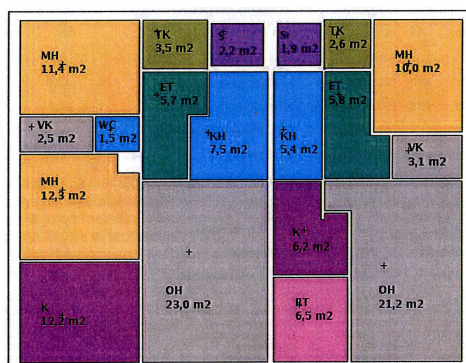 MH
11,4 m2
TK
3,5 m2
S
2,2 m2
S
1,9 m2
TK
2,6 m2
MH
10,0 m2
ET
5,7 m2
ET
5,8 m2
VK
2,5 m2
WC
1,5 m2
KH
7,5 m2
KH
5,4 m2
VK
3,1 m2
MH
12,3 m2
K
6,2 m2
K
12,2 m2
OH
23,0 m2
RT
6,5 m2
OH
21,2 m2